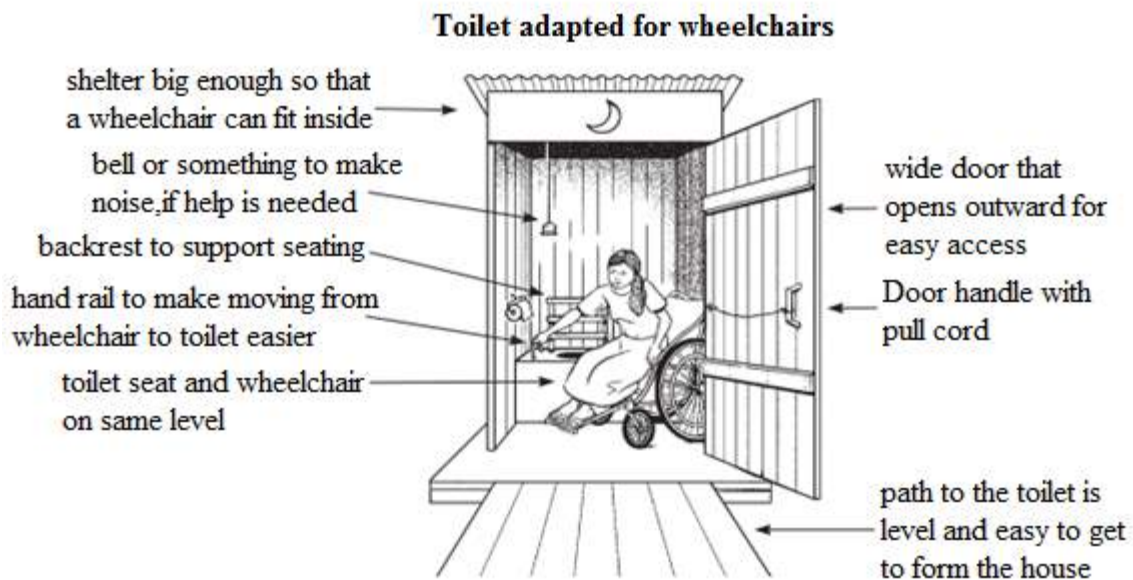 Toilet adapted for wheelchairs
shelter big enough so that
a wheelchair can fit inside
bell or something to make
noise,if help is needed
backrest to support seating
hand rail to make moving from
wheelchair to toilet easier
toilet seat and wheelchair
on same level
wide door that
opens outward for
easy access
Door handle with
pull cord
path to the toilet is
level and easy to get
to form the house